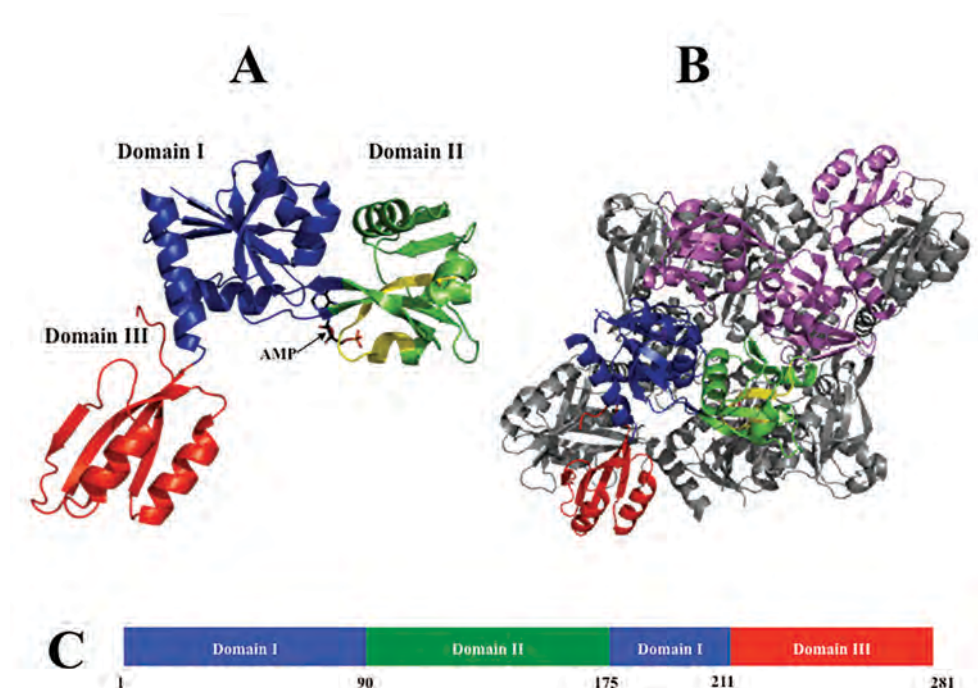 A
B
Domain I
Domain II
Domain III
AMP
C
Domain I
Domain II
Domain I
Domain III
1
90
175
211
281